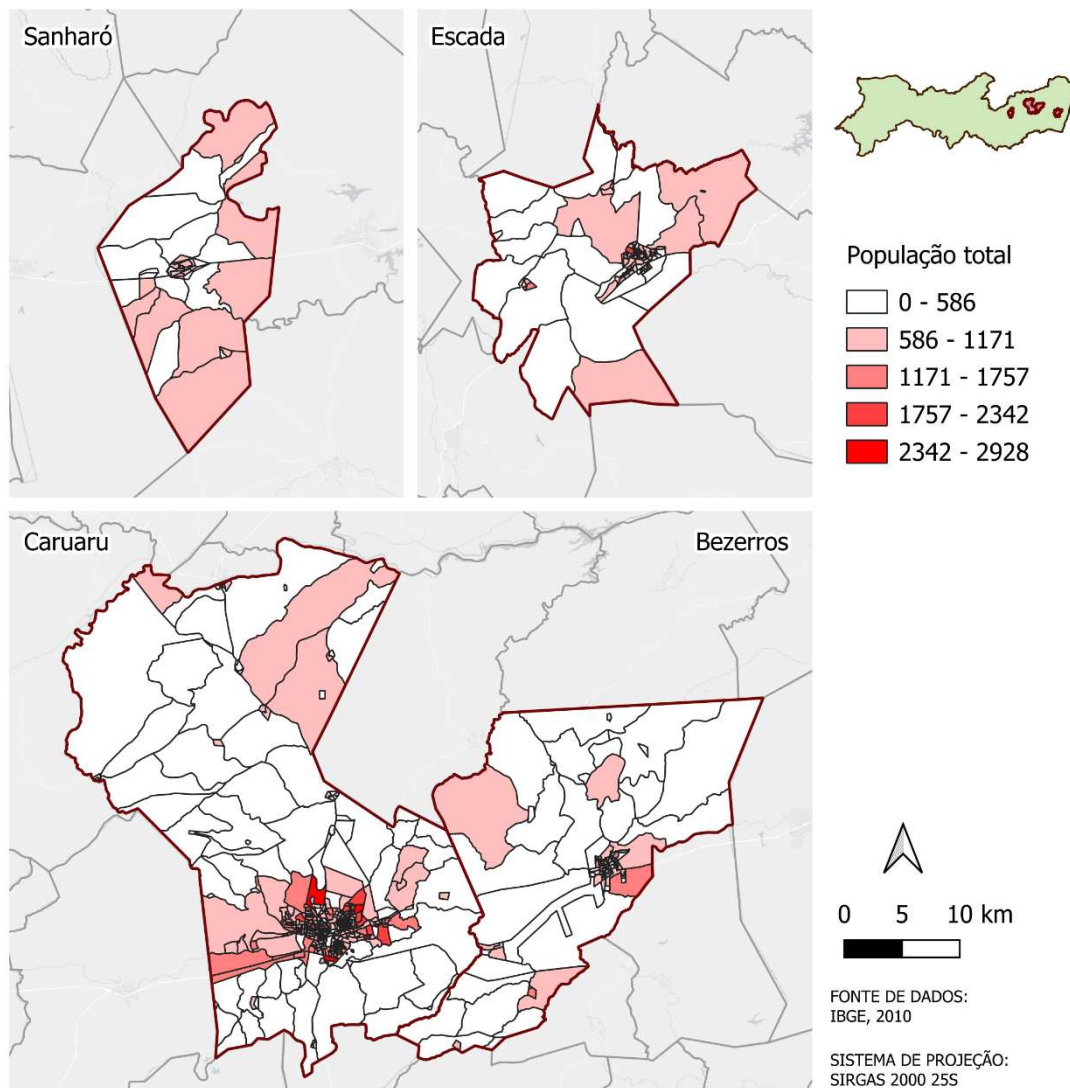 Sanharó
Escada
População total
0 - 586
586 - 1171
1171 - 1757
1757 - 2342
2342 - 2928
Caruaru
Bezerros
0 5 10 km
FONTE DE DADOS:
IBGE, 2010
SISTEMA DE PROJEÇÃO:
SIRGAS 2000 25S